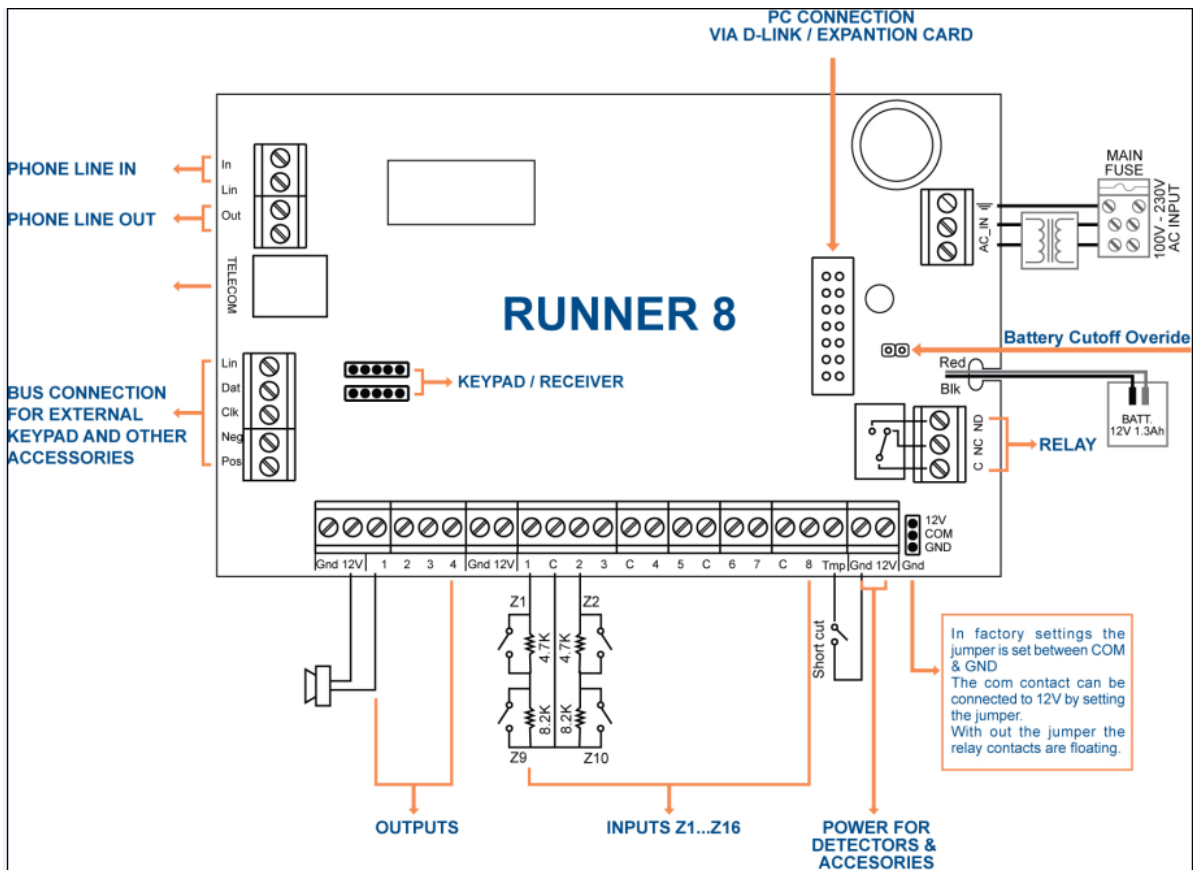 PC CONNECTION
VIA D-LINK / EXPANTION CARD
PHONE LINE IN
In
Lin
PHONE LINE OUT
Out
TELECOM
MAIN
FUSE
100V - 230V
AC INPUT
AC_IN
RUNNER 8
Battery Cutoff Overide
Red
Blk
BATT.
12V 1.3Ah
KEYPAD / RECEIVER
BUS CONNECTION
FOR EXTERNAL
KEYPAD AND OTHER
ACCESSORIES
Lin
Dat
Clk
Neg
Pos
C NC ND
RELAY
12V
COM
GND
Gnd 12V 1 2 3 4 Gnd 12V 1 C 2 3 C 4 5 C 6 7 C 8 Tmp Gnd 12V Gnd
Z1 Z2
4.7K 4.7K
8.2K 8.2K
Z9 Z10
Short cut
In factory settings the
jumper is set between COM
& GND
The com contact can be
connected to 12V by setting
the jumper.
With out the jumper the
relay contacts are floating.
OUTPUTS
INPUTS Z1...Z16
POWER FOR
DETECTORS &
ACCESORIES